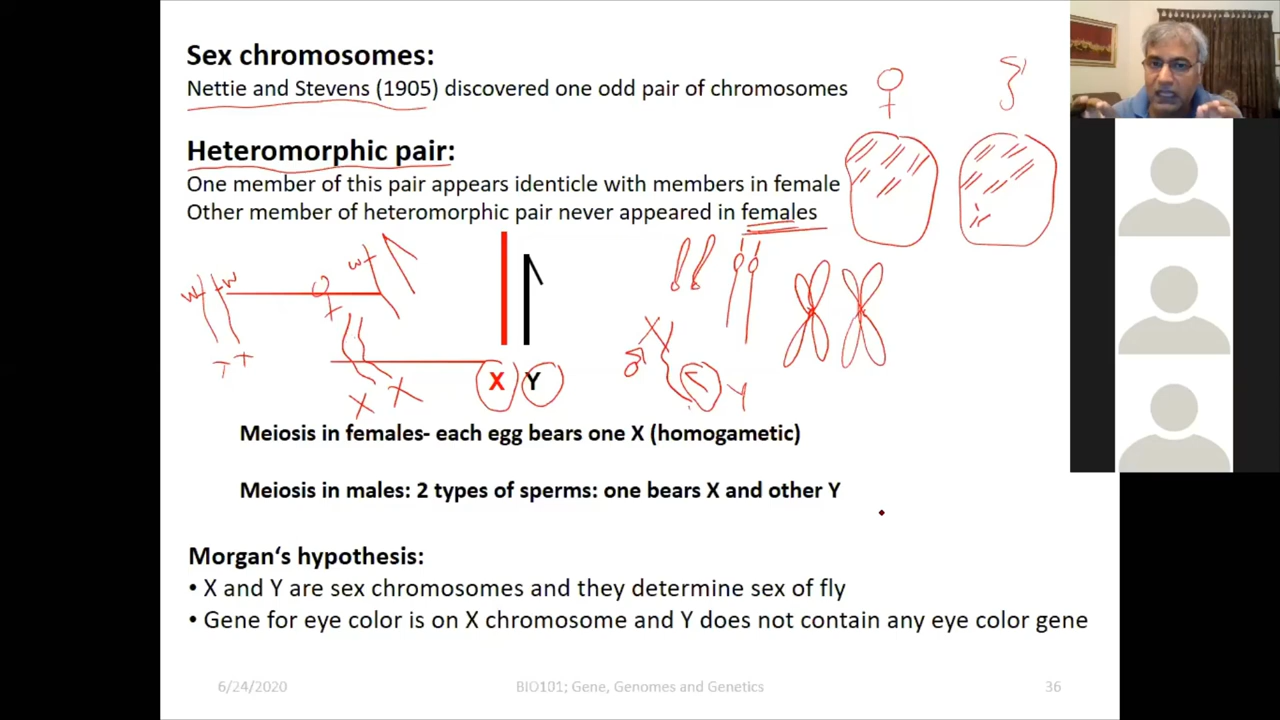 Sex chromosomes:
Nettie and Stevens (1905) discovered one odd pair of chromosomes
Heteromorphic pair:
One member of this pair appears identicle with members in female
Other member of heteromorphic pair never appeared in females
w w
w
X Y
X X
X
Y
Meiosis in females- each egg bears one X (homogametic)
Meiosis in males: 2 types of sperms: one bears X and other Y
Morgan‘s hypothesis:
• X and Y are sex chromosomes and they determine sex of fly
• Gene for eye color is on X chromosome and Y does not contain any eye color gene
6/24/2020 BIO101; Gene, Genomes and Genetics 36